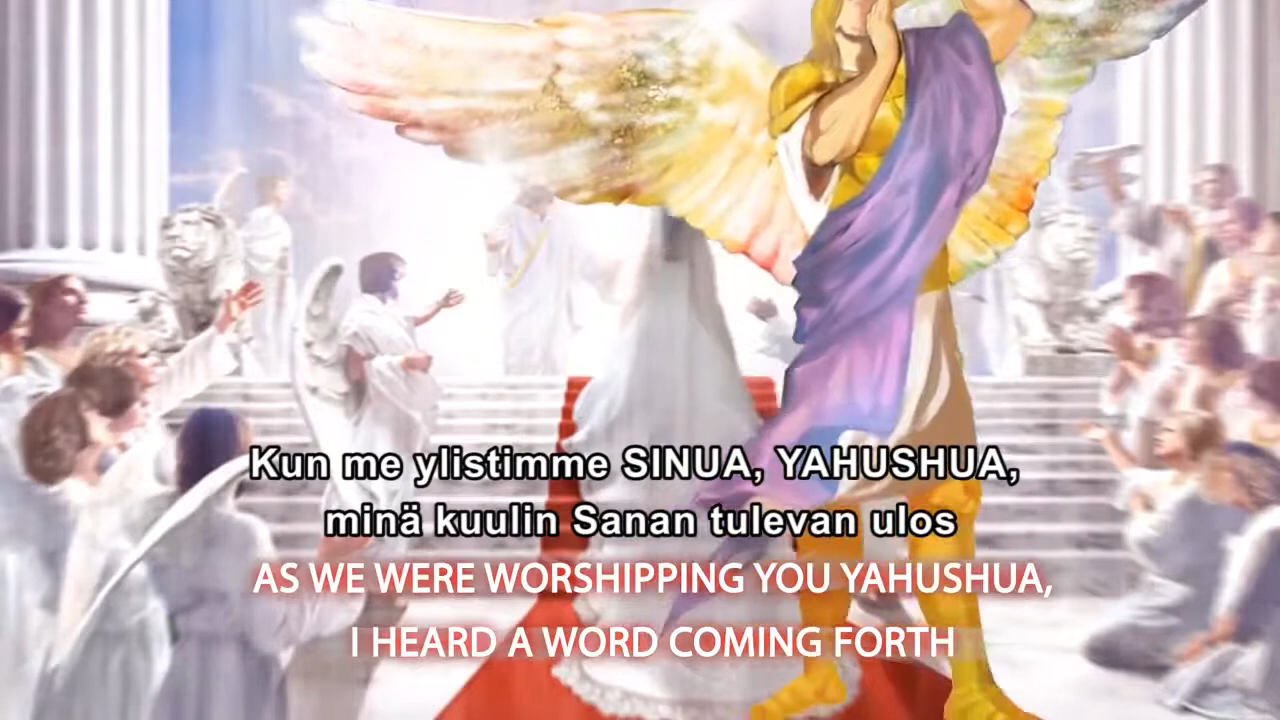 Kun me ylistimme SINUA, YAHUSHUA,
minä kuulin Sanan tulevan ulos
AS WE WERE WORSHIPPING YOU YAHUSHUA,
I HEARD A WORD COMING FORTH